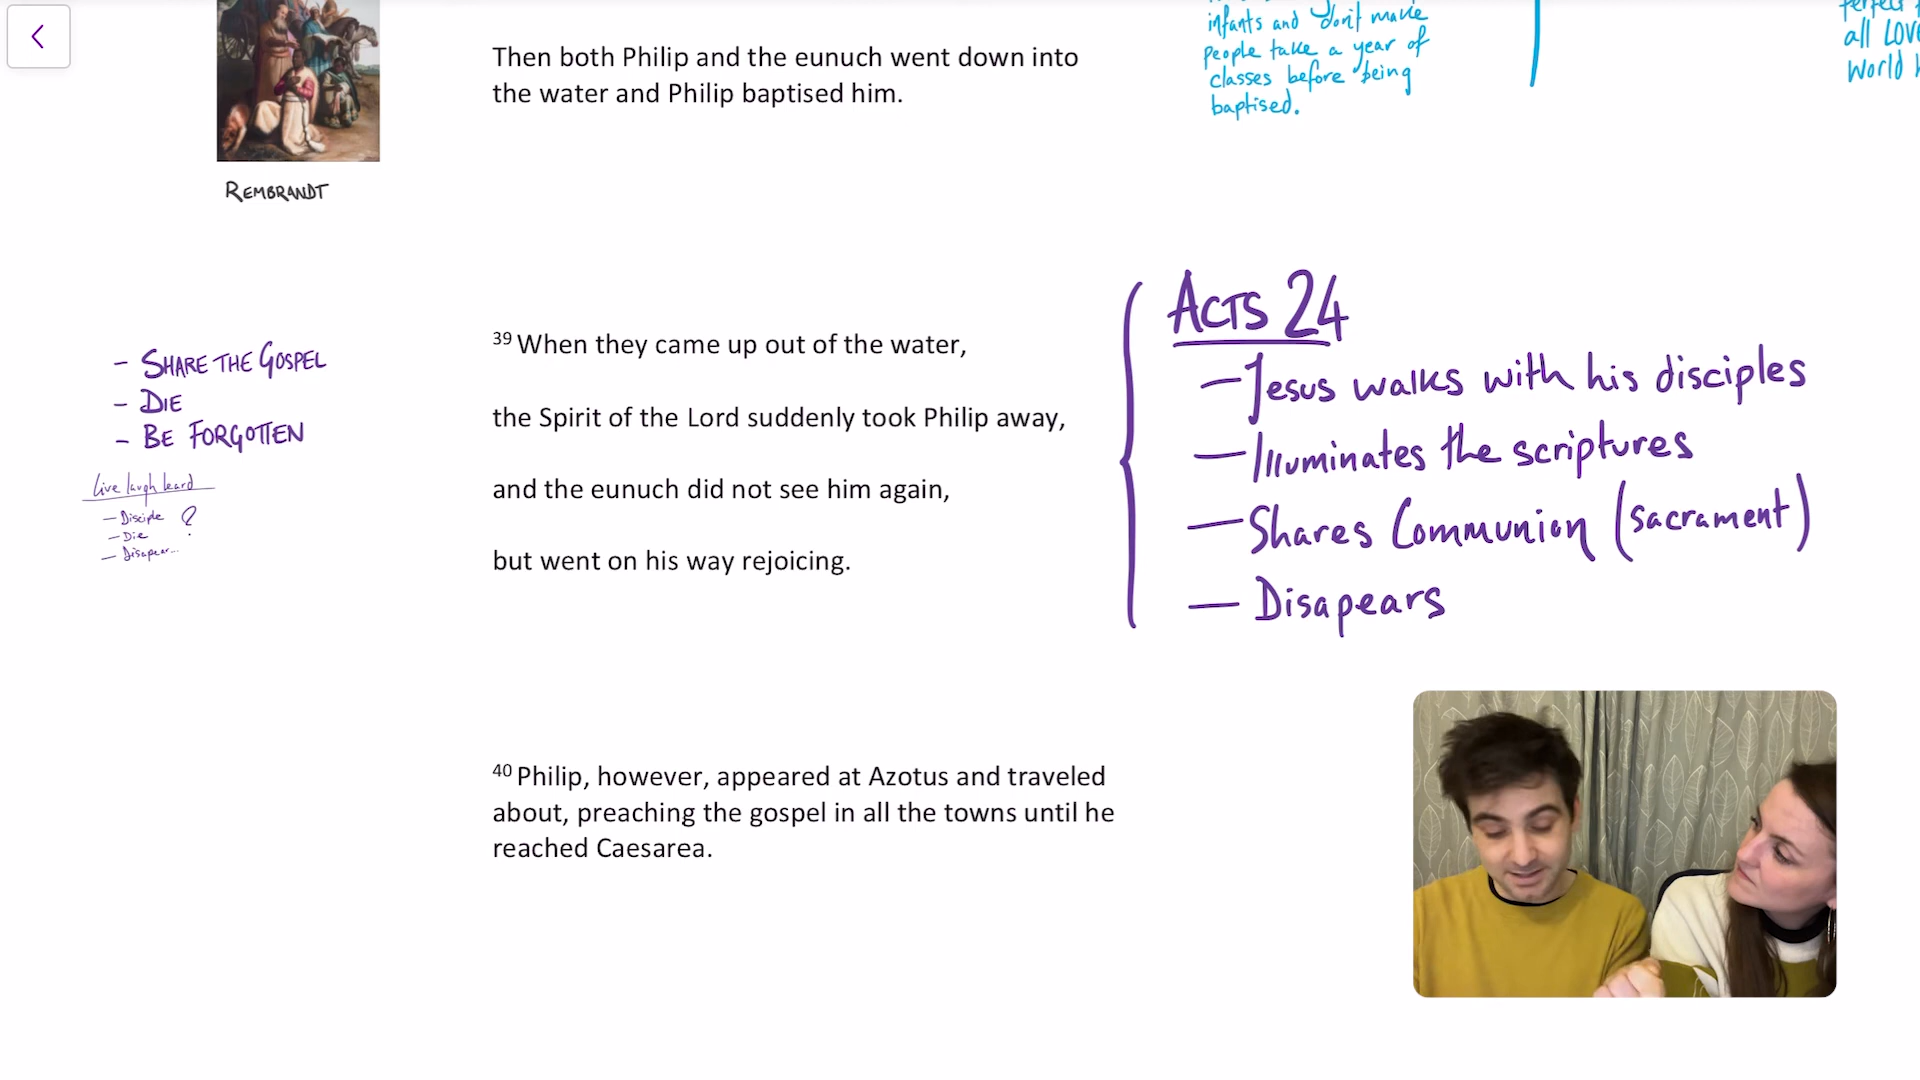 infants and don't make
people take a year of
classes before being
baptised.
all LOVE
world
Then both Philip and the eunuch went down into
the water and Philip baptised him.
REMBRANDT
- SHARE THE GOSPEL
- DIE
- BE FORGOTTEN
live laugh leard
- Disciple ?
- Die
- Disapear...
39 When they came up out of the water,
the Spirit of the Lord suddenly took Philip away,
and the eunuch did not see him again,
but went on his way rejoicing.
ACTS 24
- Jesus walks with his disciples
- Illuminates the scriptures
- Shares Communion (sacrament)
- Disapears
40 Philip, however, appeared at Azotus and traveled
about, preaching the gospel in all the towns until he
reached Caesarea.